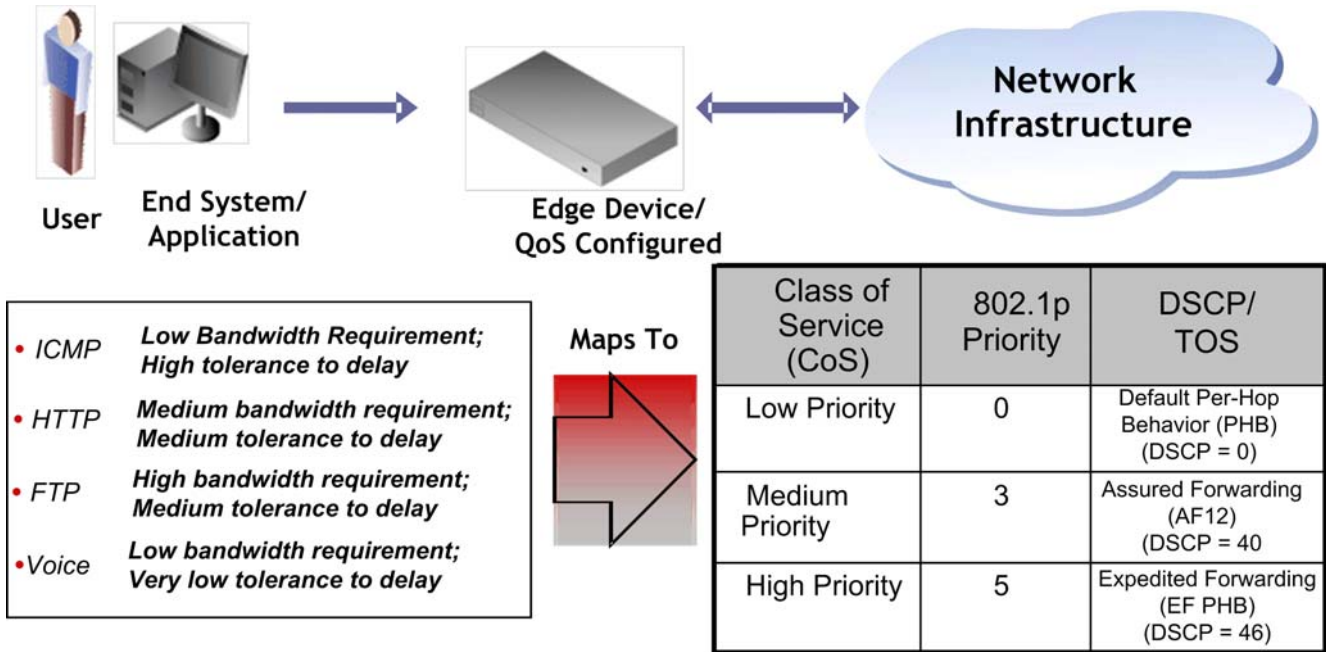 Network
Infrastructure
User
End System/
Application
Edge Device/
QoS Configured
• ICMP Low Bandwidth Requirement;
High tolerance to delay
• HTTP Medium bandwidth requirement;
Medium tolerance to delay
• FTP High bandwidth requirement;
Medium tolerance to delay
•Voice Low bandwidth requirement;
Very low tolerance to delay
Maps To
Class of
Service
(CoS)
802.1p
Priority
DSCP/
TOS
Low Priority
0
Default Per-Hop
Behavior (PHB)
(DSCP = 0)
Medium
Priority
3
Assured Forwarding
(AF12)
(DSCP = 40
High Priority
5
Expedited Forwarding
(EF PHB)
(DSCP = 46)